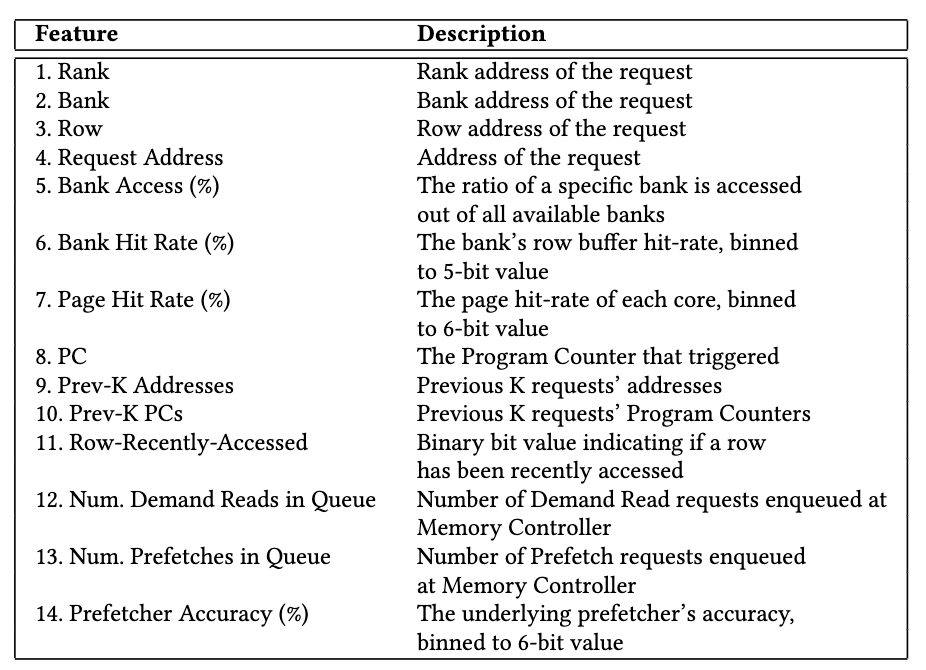 Feature Description
1. Rank Rank address of the request
2. Bank Bank address of the request
3. Row Row address of the request
4. Request Address Address of the request
5. Bank Access (%) The ratio of a specific bank is accessed
out of all available banks
6. Bank Hit Rate (%) The bank’s row buffer hit-rate, binned
to 5-bit value
7. Page Hit Rate (%) The page hit-rate of each core, binned
to 6-bit value
8. PC The Program Counter that triggered
9. Prev-K Addresses Previous K requests’ addresses
10. Prev-K PCs Previous K requests’ Program Counters
11. Row-Recently-Accessed Binary bit value indicating if a row
has been recently accessed
12. Num. Demand Reads in Queue Number of Demand Read requests enqueued at
Memory Controller
13. Num. Prefetches in Queue Number of Prefetch requests enqueued
at Memory Controller
14. Prefetcher Accuracy (%) The underlying prefetcher’s accuracy,
binned to 6-bit value